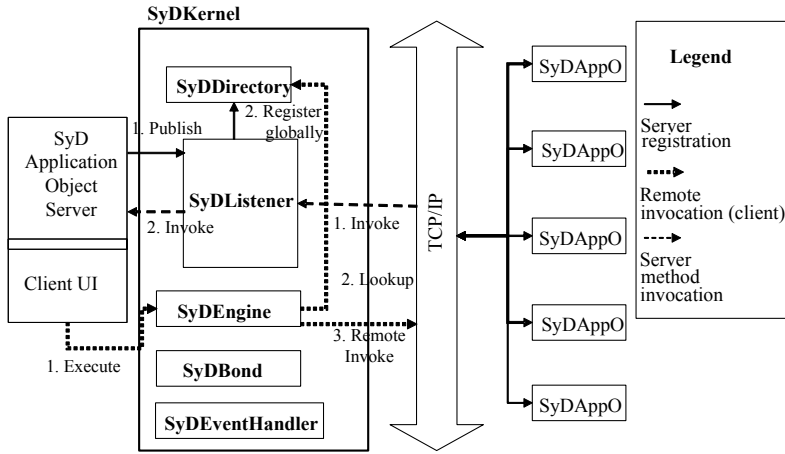 SyDKernel
SyDDirectory
1. Publish
2. Register
globally
SyD
Application
Object
Server
SyDListener
2. Invoke
1. Invoke
Client UI
2. Lookup
SyDEngine
3. Remote
Invoke
1. Execute
SyDBond
SyDEventHandler
TCP/IP
SyDAppO
SyDAppO
SyDAppO
SyDAppO
SyDAppO
Legend
Server
registration
Remote
invocation (client)
Server
method
invocation